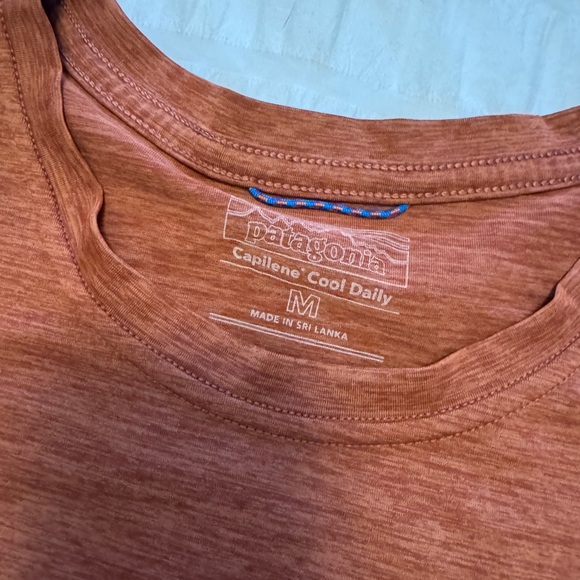 patagonia
Capilene® Cool Daily
M
MADE IN SRI LANKA